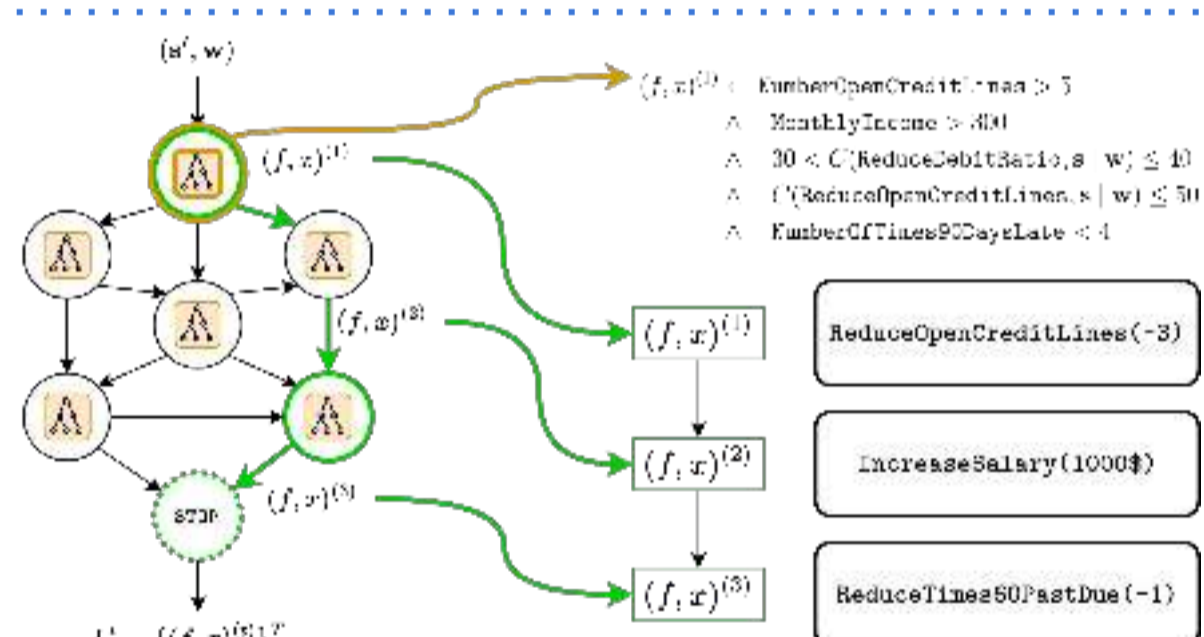 (s', w)
(f, x)^(1) ← NumberOpenCreditLines > 5
∧ MonthlyIncome > 800
∧ 30 < C(ReduceDebitRatio, s | w) ≤ 40
∧ C(ReduceOpenCreditLines, s | w) ≤ 50
∧ NumberOfTimes90DaysLate < 4
(f, x)^(1)
(f, x)^(2)
(f, x)^(3)
STOP
(f, x)^(1)
ReduceOpenCreditLines(-3)
(f, x)^(2)
IncreaseSalary(1000$)
(f, x)^(3)
ReduceTimes60PastDue(-1)